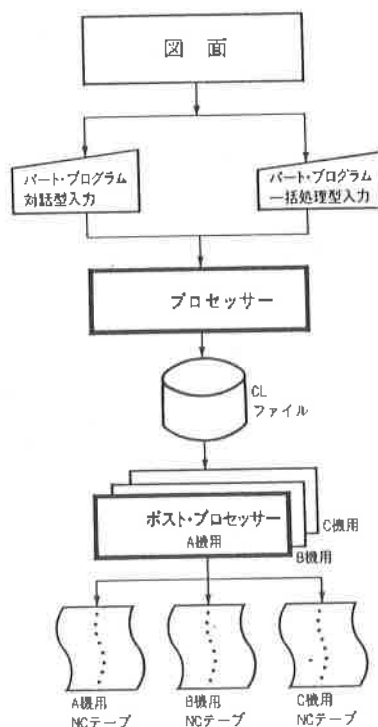 図面
パート・プログラム
対話型入力
パート・プログラム
一括処理型入力
プロセッサー
CL
ファイル
ポスト・プロセッサー
A機用
B機用
C機用
A機用
NCテープ
B機用
NCテープ
C機用
NCテープ